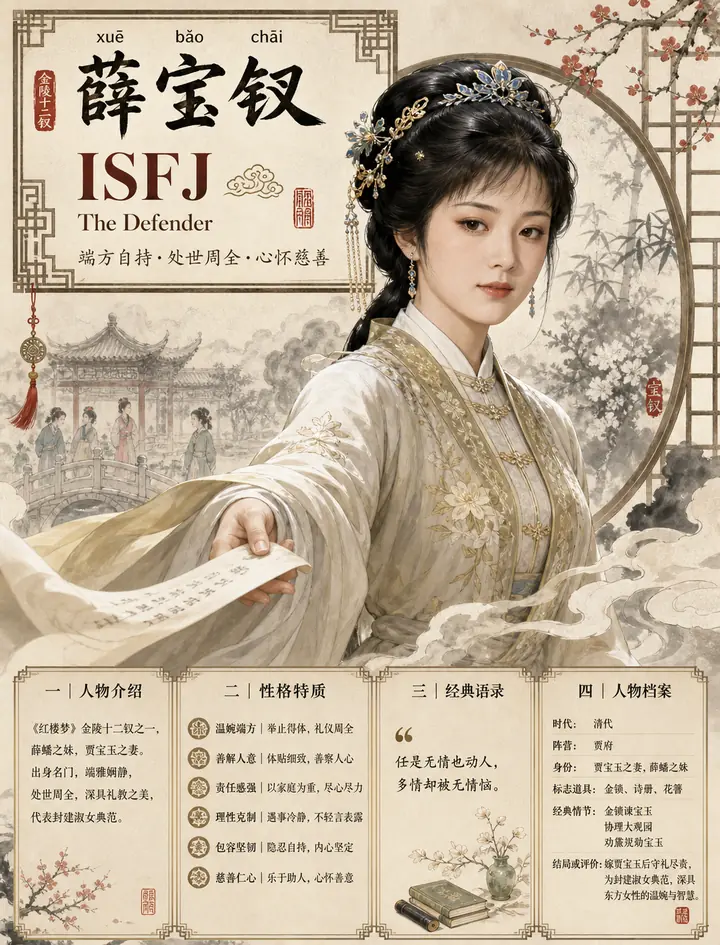 xuē bǎo chāi
薛宝钗
金陵十二钗
ISFJ
The Defender
端方自持·处世周全·心怀慈善
宝钗
一｜人物介绍
《红楼梦》金陵十二钗之一，
薛蟠之妹，贾宝玉之妻。
出身名门，端雅娴静，
处世周全，深具礼教之美，
代表封建淑女典范。
二｜性格特质
温婉端方｜举止得体，礼仪周全
善解人意｜体贴细致，善察人心
责任感强｜以家庭为重，尽心尽力
理性克制｜遇事冷静，不轻言表露
包容坚韧｜隐忍自持，内心坚定
慈善仁心｜乐于助人，心怀善意
三｜经典语录
“
任是无情也动人，
多情却被无情恼。
四｜人物档案
时代： 清代
阵营： 贾府
身份： 贾宝玉之妻，薛蟠之妹
标志道具： 金锁、诗册、花簪
经典情节： 金锁谏宝玉
协理大观园
劝宝玉
结局或评价：嫁贾宝玉后守礼尽责，
为封建淑女典范，深具
东方女性的温婉与智慧。